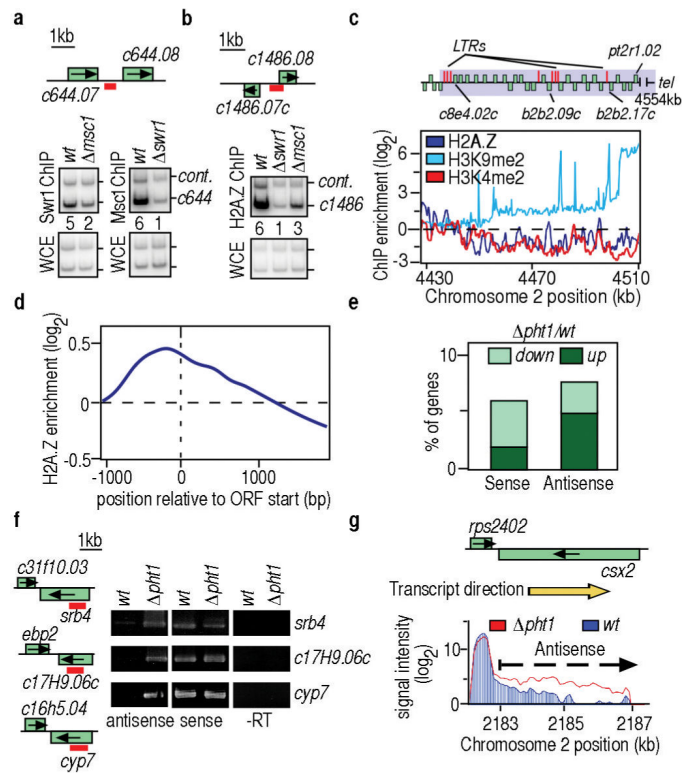 a
1kb
c644.08
c644.07
wt
Δmsc1
wt
Δswr1
Swr1 ChIP
Msc1 ChIP
cont.
c644
5 2
6 1
WCE
WCE
b
1kb
c1486.08
c1486.07c
wt
Δswr1
Δmsc1
H2A.Z ChIP
cont.
c1486
6 1 3
WCE
c
LTRs
pt2r1.02
tel
4554kb
c8e4.02c
b2b2.09c
b2b2.17c
H2A.Z
H3K9me2
H3K4me2
ChIP enrichment (log2)
6
3
0
-3
4430 4470 4510
Chromosome 2 position (kb)
d
H2A.Z enrichment (log2)
0.5
0
-0.5
-1000 0 1000
position relative to ORF start (bp)
e
Δpht1/wt
down up
% of genes
10
0
Sense Antisense
f
1kb
c31f10.03
srb4
ebp2
c17H9.06c
c16h5.04
cyp7
wt
Δpht1
wt
Δpht1
wt
Δpht1
srb4
c17H9.06c
cyp7
antisense sense -RT
g
rps2402
csx2
Transcript direction
Δpht1 wt
signal intensity
(log2)
Antisense
10
0
2183 2185 2187
Chromosome 2 position (kb)